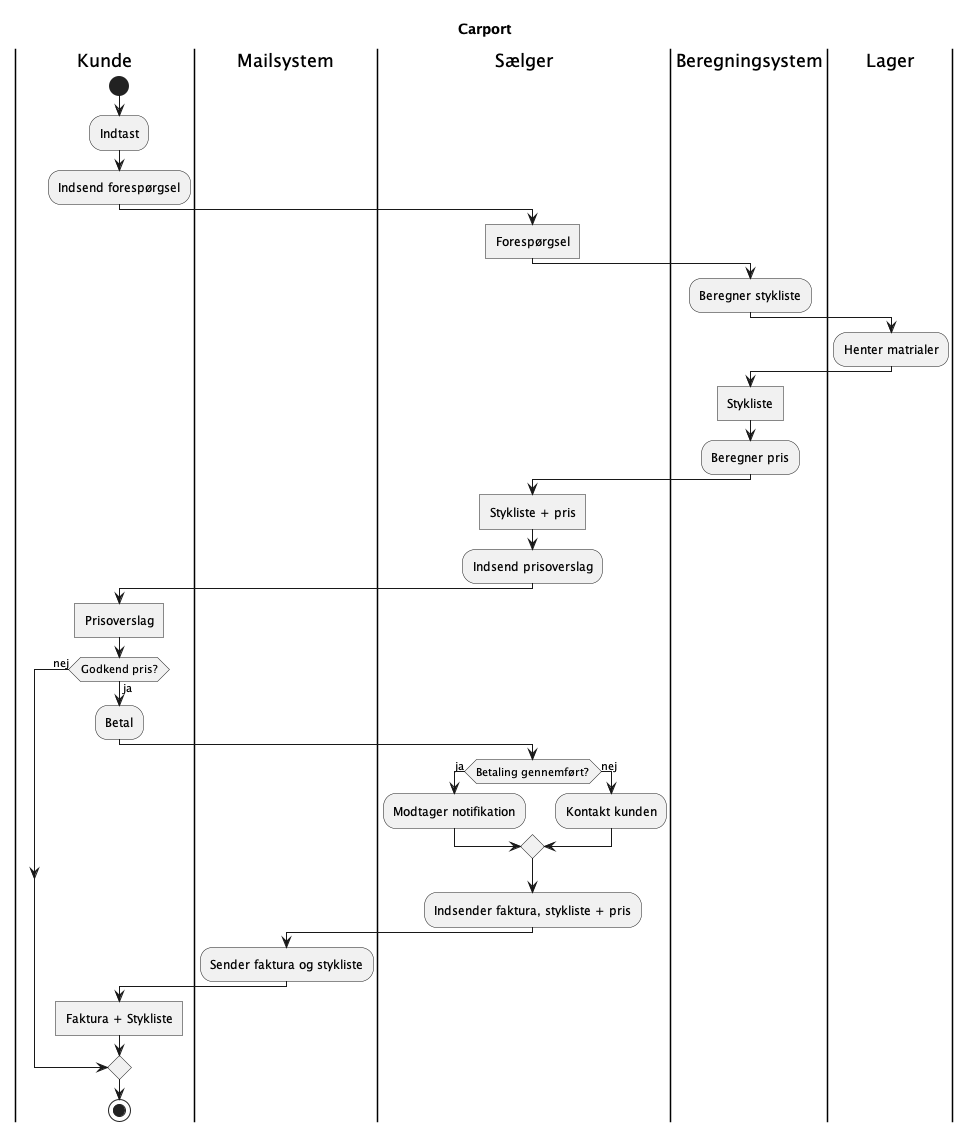 Carport
Kunde
Mailsystem
Sælger
Beregningsystem
Lager
Indtast
Indsend forespørgsel
Forespørgsel
Beregner stykliste
Henter matrialer
Stykliste
Beregner pris
Stykliste + pris
Indsend prisoverslag
Prisoverslag
nej
Godkend pris?
ja
Betal
ja
Betaling gennemført?
nej
Modtager notifikation
Kontakt kunden
Indsender faktura, stykliste + pris
Sender faktura og stykliste
Faktura + Stykliste